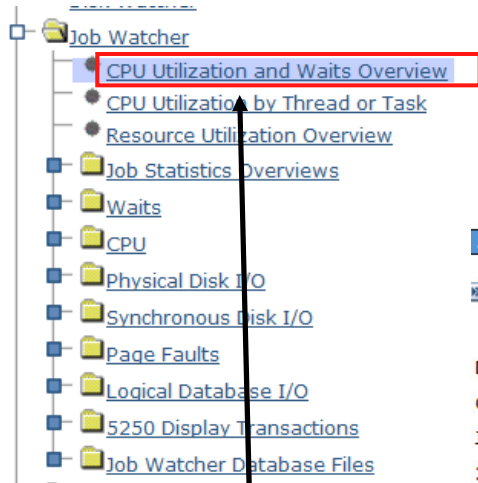 Job Watcher
CPU Utilization and Waits Overview
CPU Utilization by Thread or Task
Resource Utilization Overview
Job Statistics Overviews
Waits
CPU
Physical Disk I/O
Synchronous Disk I/O
Page Faults
Logical Database I/O
5250 Display Transactions
Job Watcher Database Files